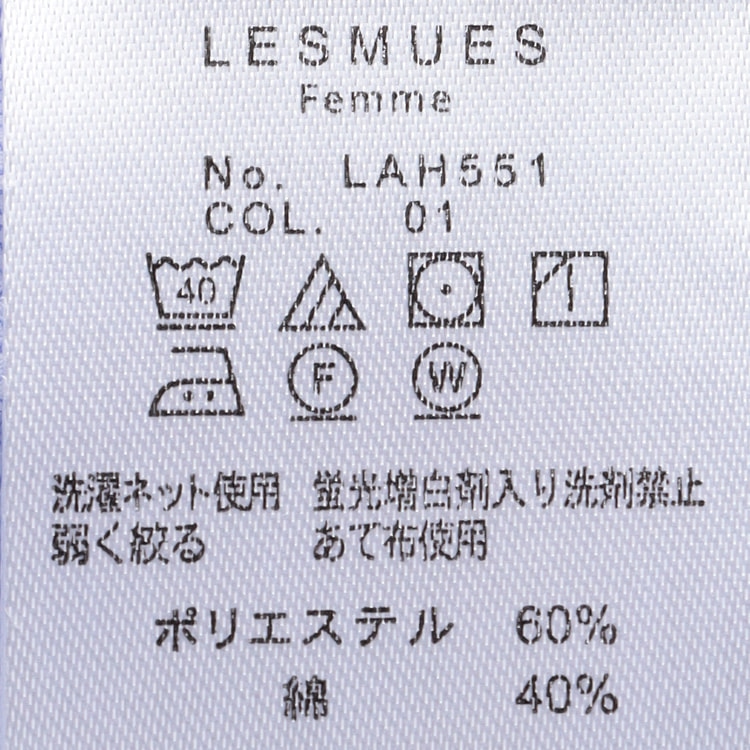 LESMUES
Femme
No. LAH551
COL. 01
40
F W
洗濯ネット使用 蛍光増白剤入り洗剤禁止
弱く絞る あて布使用
ポリエステル 60%
綿 40%